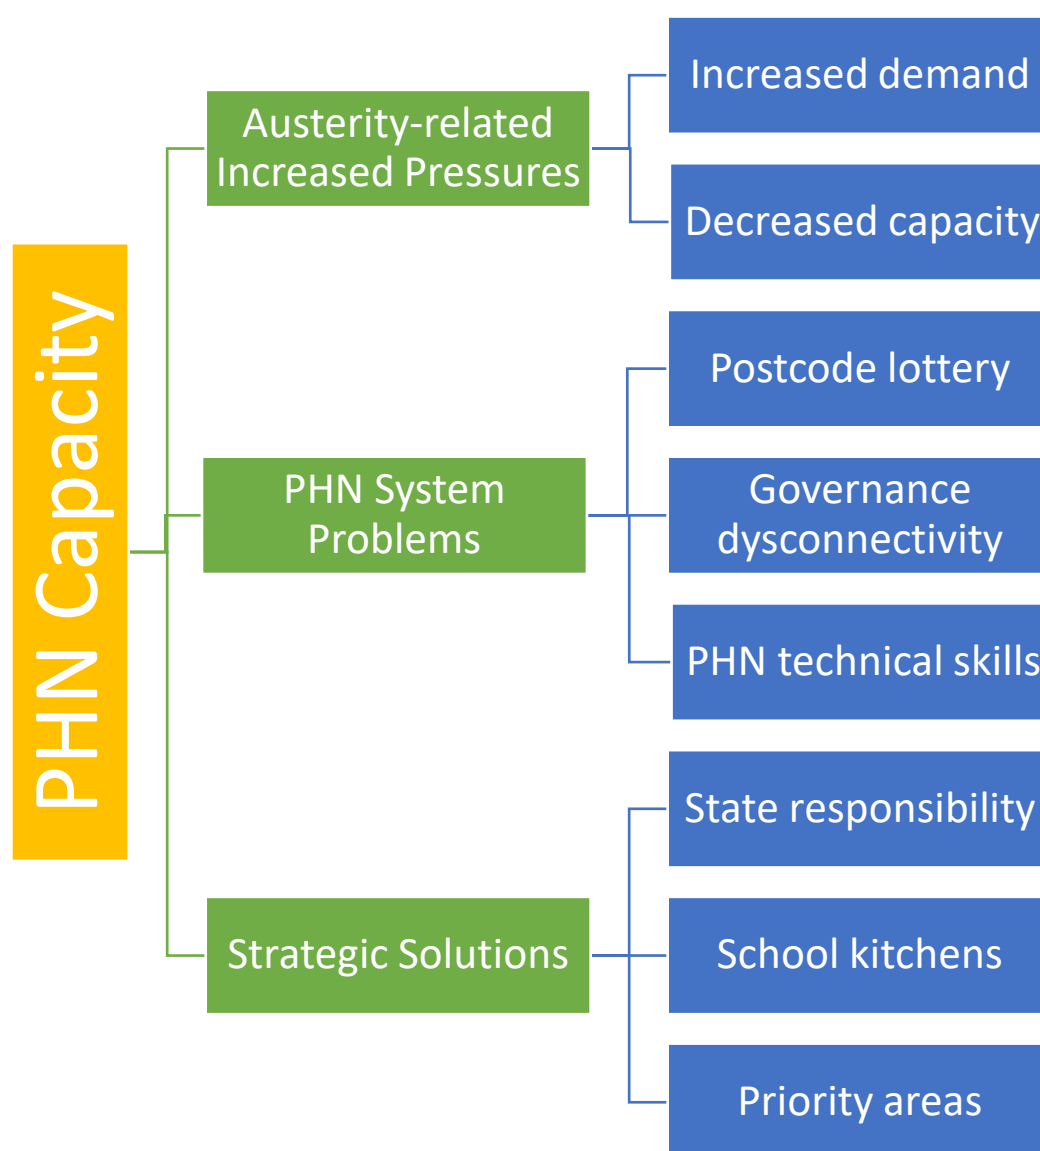 PHN Capacity
Austerity-related
Increased Pressures
Increased demand
Decreased capacity
PHN System
Problems
Postcode lottery
Governance
dysconnectivity
PHN technical skills
Strategic Solutions
State responsibility
School kitchens
Priority areas